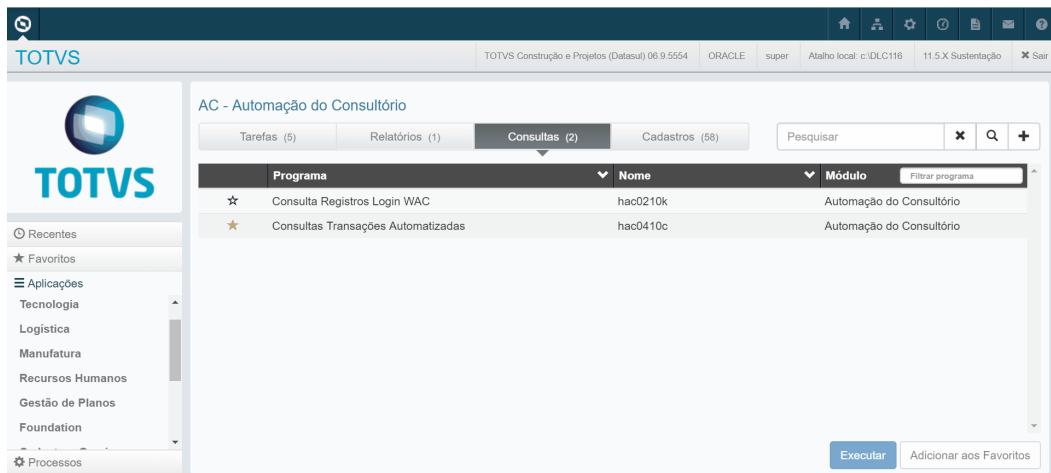 TOTVS
TOTVS Construção e Projetos (Datasul) 06.9.5554
ORACLE
super
Atalho local: c:\DLC116
11.5.X Sustentação
Sair
TOTVS
Recentes
Favoritos
Aplicações
Tecnologia
Logística
Manufatura
Recursos Humanos
Gestão de Planos
Foundation
Processos
AC - Automação do Consultório
Tarefas (5)
Relatórios (1)
Consultas (2)
Cadastros (58)
Pesquisar
Programa
Nome
Módulo
Filtrar programa
Consulta Registros Login WAC
hac0210k
Automação do Consultório
Consultas Transações Automatizadas
hac0410c
Automação do Consultório
Executar
Adicionar aos Favoritos